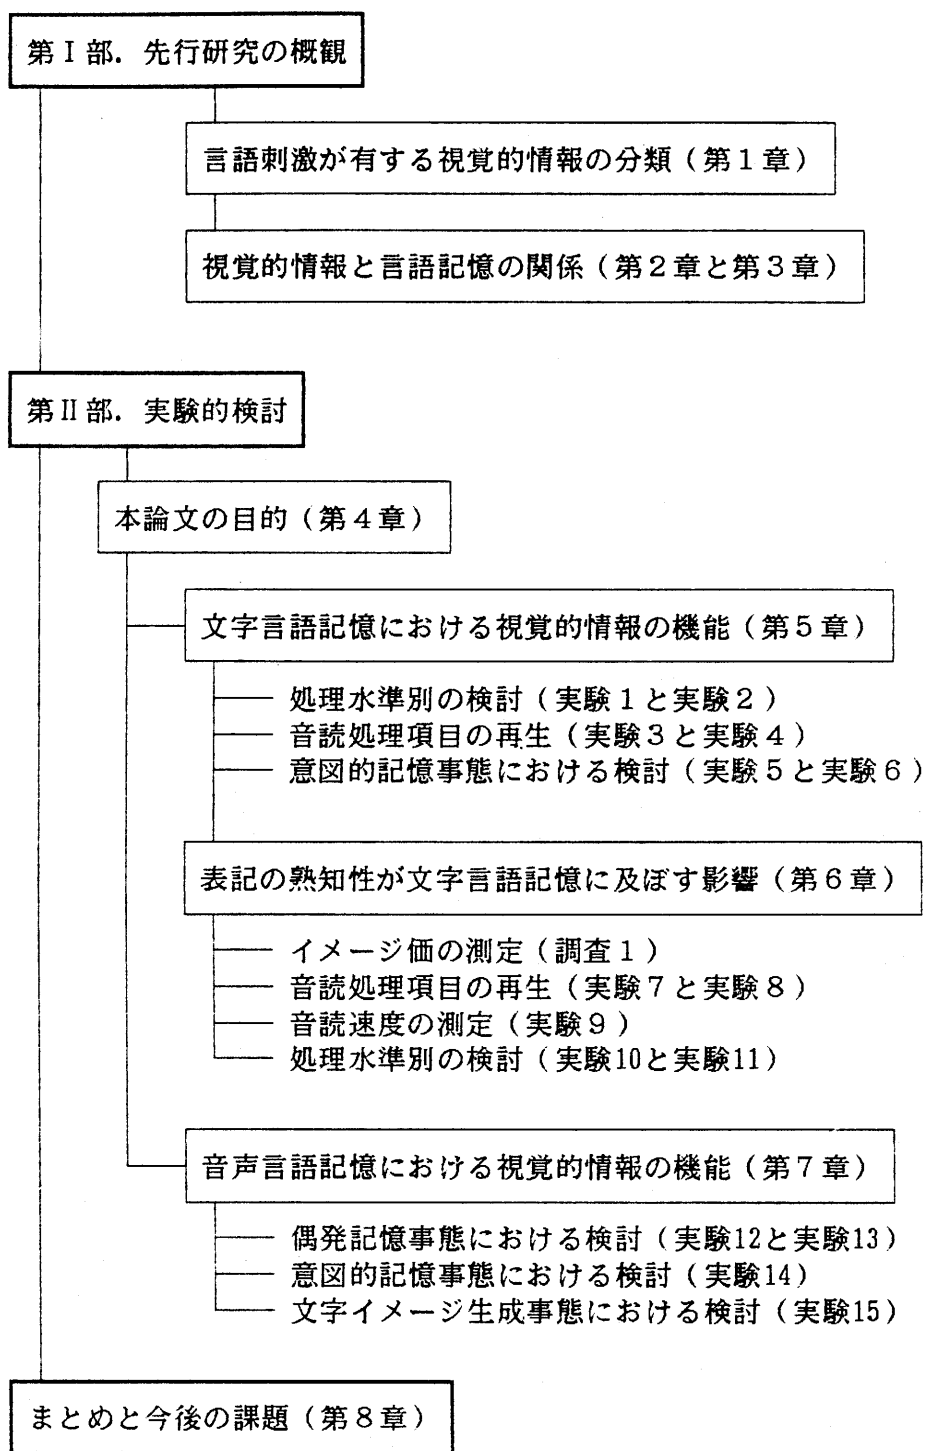 第Ⅰ部．先行研究の概観
言語刺激が有する視覚的情報の分類（第１章）
視覚的情報と言語記憶の関係（第２章と第３章）
第Ⅱ部．実験的検討
本論文の目的（第４章）
文字言語記憶における視覚的情報の機能（第５章）
処理水準別の検討（実験１と実験２）
音読処理項目の再生（実験３と実験４）
意図的記憶事態における検討（実験５と実験６）
表記の熟知性が文字言語記憶に及ぼす影響（第６章）
イメージ価の測定（調査１）
音読処理項目の再生（実験７と実験８）
音読速度の測定（実験９）
処理水準別の検討（実験10と実験11）
音声言語記憶における視覚的情報の機能（第７章）
偶発記憶事態における検討（実験12と実験13）
意図的記憶事態における検討（実験14）
文字イメージ生成事態における検討（実験15）
まとめと今後の課題（第８章）